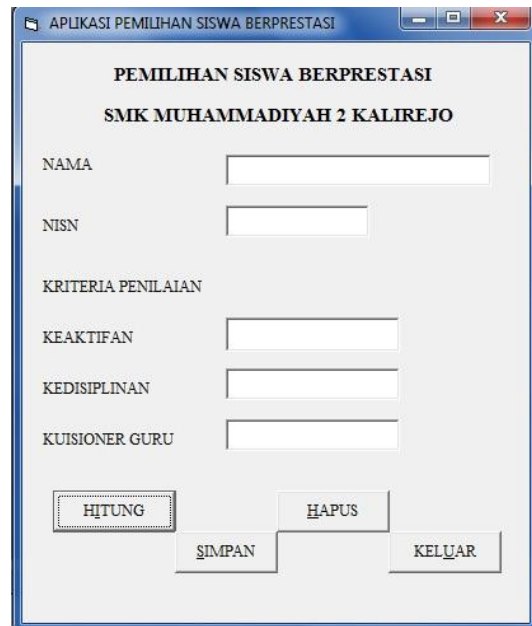 APLIKASI PEMILIHAN SISWA BERPRESTASI
PEMILIHAN SISWA BERPRESTASI
SMK MUHAMMADIYAH 2 KALIREJO
NAMA
NISN
KRITERIA PENILAIAN
KEAKTIFAN
KEDISIPLINAN
KUISIONER GURU
HITUNG
HAPUS
SIMPAN
KELUAR